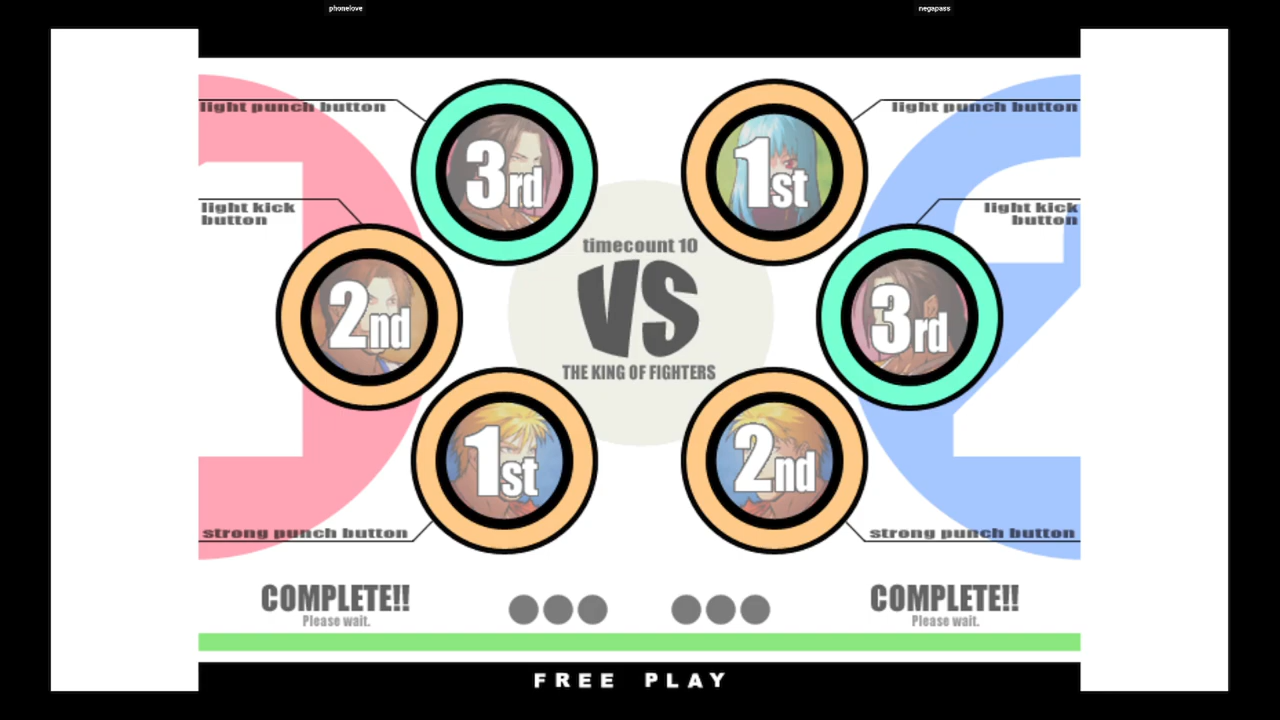 phonelove
negapass
light punch button
light punch button
3rd
1st
light kick
button
light kick
button
timecount 10
VS
THE KING OF FIGHTERS
2nd
3rd
1st
2nd
strong punch button
strong punch button
COMPLETE!!
Please wait.
COMPLETE!!
Please wait.
FREE PLAY
1
2